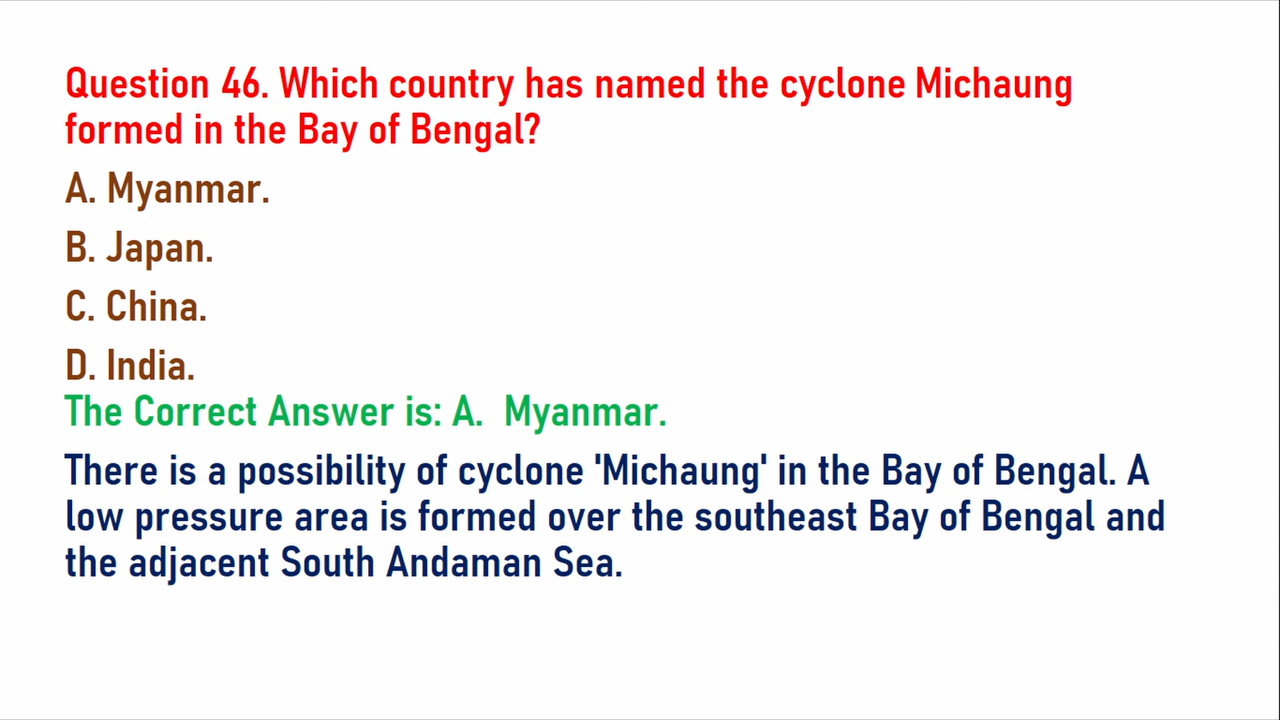 Question 46. Which country has named the cyclone Michaung
formed in the Bay of Bengal?
A. Myanmar.
B. Japan.
C. China.
D. India.
The Correct Answer is: A.  Myanmar.
There is a possibility of cyclone 'Michaung' in the Bay of Bengal. A
low pressure area is formed over the southeast Bay of Bengal and
the adjacent South Andaman Sea.